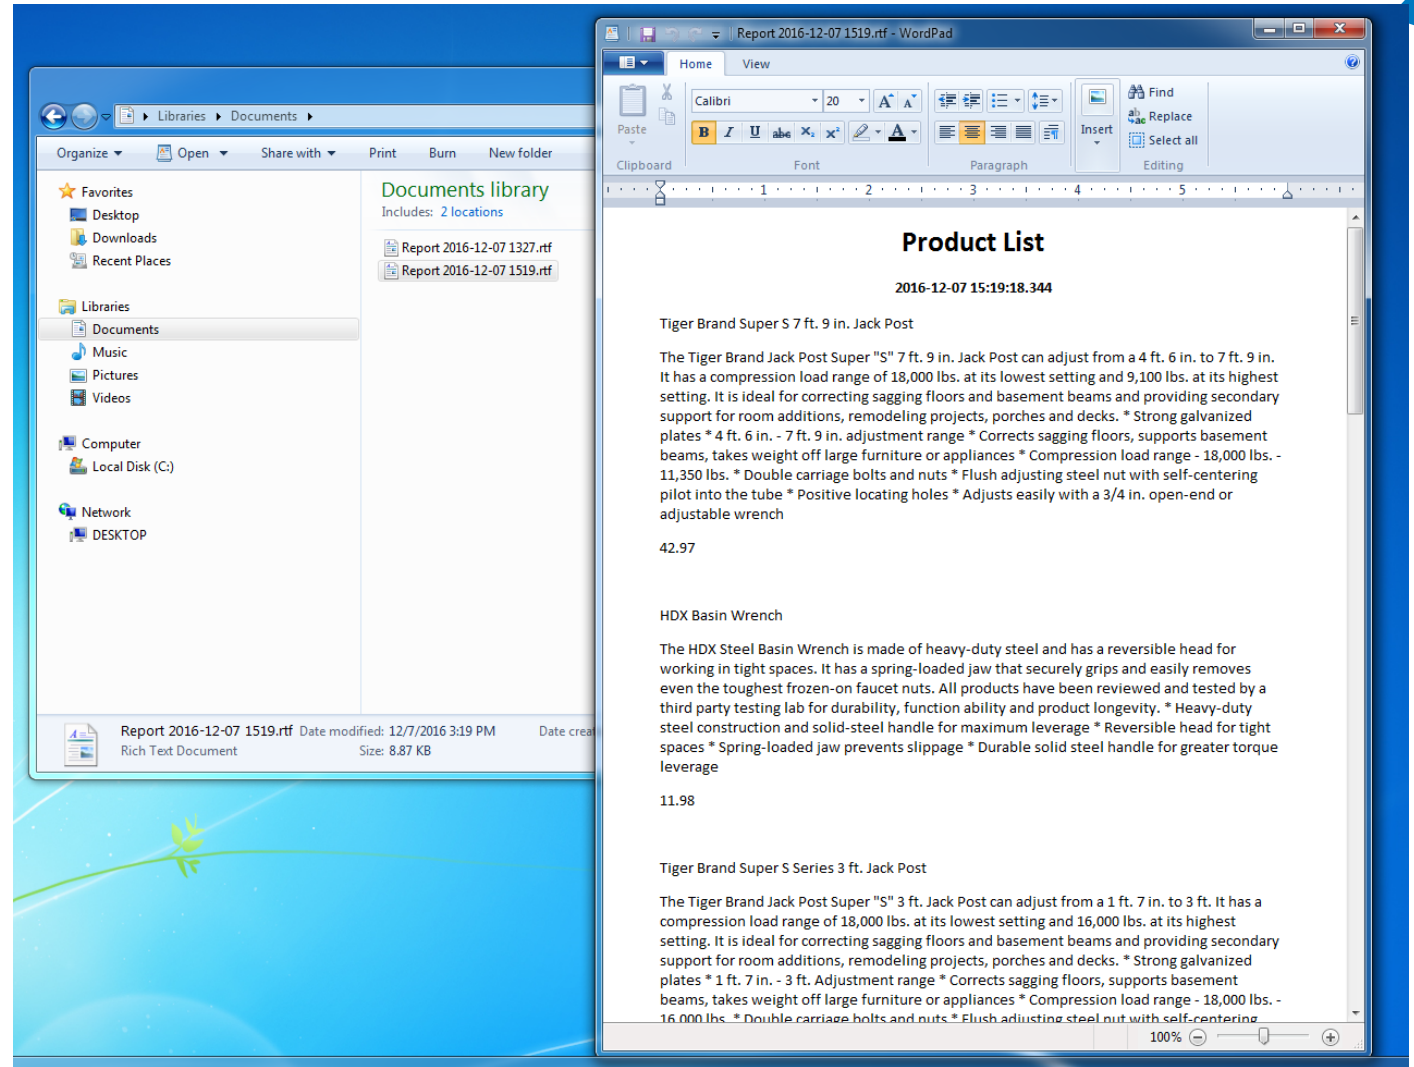 Organize
Open
Share with
Print
Burn
New folder
Libraries
Documents
Favorites
Desktop
Downloads
Recent Places
Libraries
Documents
Music
Pictures
Videos
Computer
Local Disk (C:)
Network
DESKTOP
Documents library
Includes: 2 locations
Report 2016-12-07 1327.rtf
Report 2016-12-07 1519.rtf
Report 2016-12-07 1519.rtf Date modified: 12/7/2016 3:19 PM Date creat
Rich Text Document Size: 8.87 KB
Report 2016-12-07 1519.rtf - WordPad
Home View
Paste
Clipboard
Calibri 20
Font
Paragraph
Insert
Find
Replace
Select all
Editing
1 2 3 4 5
Product List
2016-12-07 15:19:18.344
Tiger Brand Super S 7 ft. 9 in. Jack Post
The Tiger Brand Jack Post Super "S" 7 ft. 9 in. Jack Post can adjust from a 4 ft. 6 in. to 7 ft. 9 in.
It has a compression load range of 18,000 lbs. at its lowest setting and 9,100 lbs. at its highest
setting. It is ideal for correcting sagging floors and basement beams and providing secondary
support for room additions, remodeling projects, porches and decks. * Strong galvanized
plates * 4 ft. 6 in. - 7 ft. 9 in. adjustment range * Corrects sagging floors, supports basement
beams, takes weight off large furniture or appliances * Compression load range - 18,000 lbs. -
11,350 lbs. * Double carriage bolts and nuts * Flush adjusting steel nut with self-centering
pilot into the tube * Positive locating holes * Adjusts easily with a 3/4 in. open-end or
adjustable wrench
42.97
HDX Basin Wrench
The HDX Steel Basin Wrench is made of heavy-duty steel and has a reversible head for
working in tight spaces. It has a spring-loaded jaw that securely grips and easily removes
even the toughest frozen-on faucet nuts. All products have been reviewed and tested by a
third party testing lab for durability, function ability and product longevity. * Heavy-duty
steel construction and solid-steel handle for maximum leverage * Reversible head for tight
spaces * Spring-loaded jaw prevents slippage * Durable solid steel handle for greater torque
leverage
11.98
Tiger Brand Super S Series 3 ft. Jack Post
The Tiger Brand Jack Post Super "S" 3 ft. Jack Post can adjust from a 1 ft. 7 in. to 3 ft. It has a
compression load range of 18,000 lbs. at its lowest setting and 16,000 lbs. at its highest
setting. It is ideal for correcting sagging floors and basement beams and providing secondary
support for room additions, remodeling projects, porches and decks. * Strong galvanized
plates * 1 ft. 7 in. - 3 ft. Adjustment range * Corrects sagging floors, supports basement
beams, takes weight off large furniture or appliances * Compression load range - 18,000 lbs. -
16,000 lbs. * Double carriage bolts and nuts * Flush adjusting steel nut with self-centering
100%